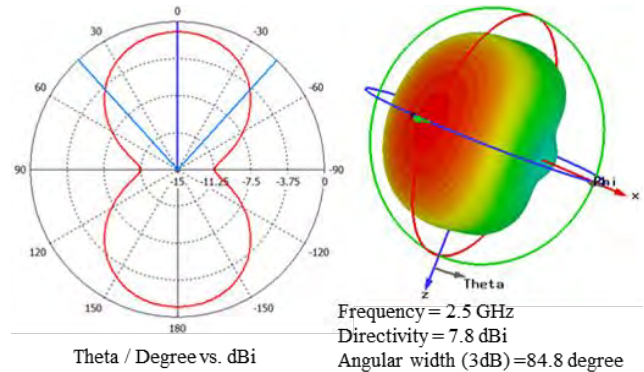 0
30
-30
60
-60
90
-15
-11.25
-7.5
-3.75
0
-90
120
-120
150
-150
180
Theta / Degree vs. dBi
Phi
x
Theta
z
Frequency = 2.5 GHz
Directivity = 7.8 dBi
Angular width (3dB) =84.8 degree